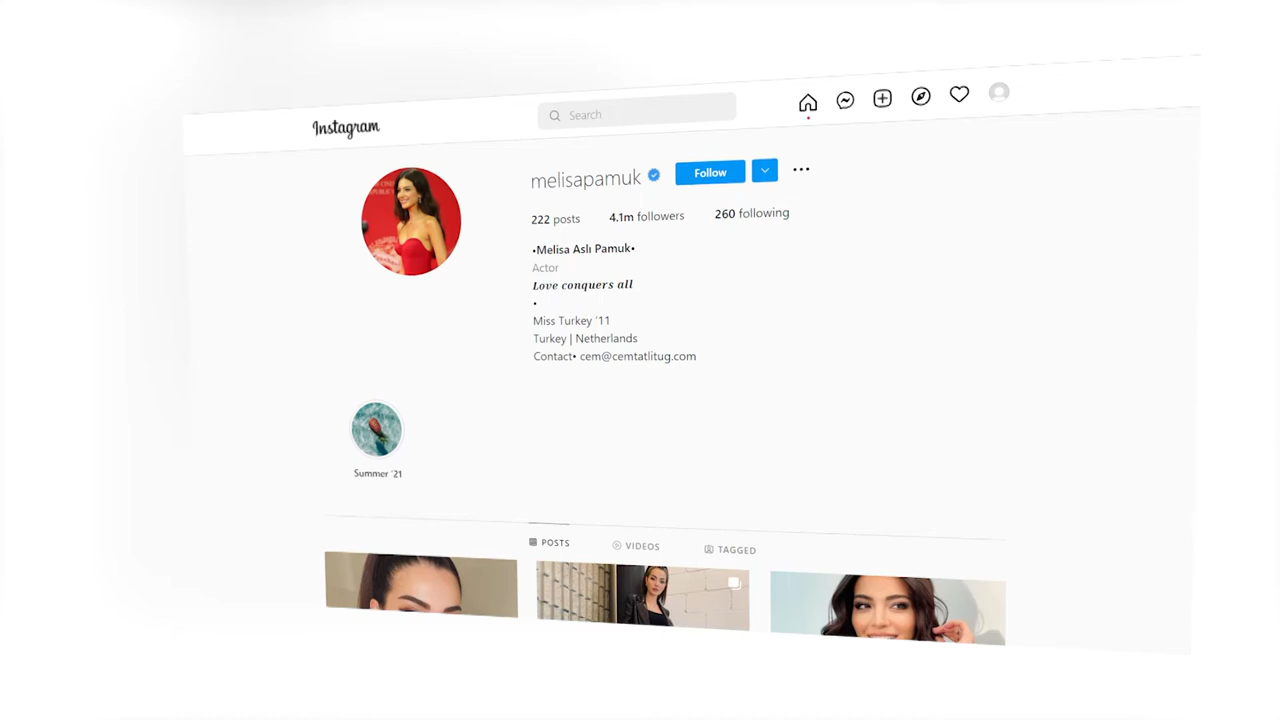 Instagram
Search
melisapamuk Follow
222 posts 4.1m followers 260 following
•Melisa Aslı Pamuk•
Actor
Love conquers all
•
Miss Turkey '11
Turkey | Netherlands
Contact• cem@cemtatlitug.com
Summer '21
POSTS VIDEOS TAGGED